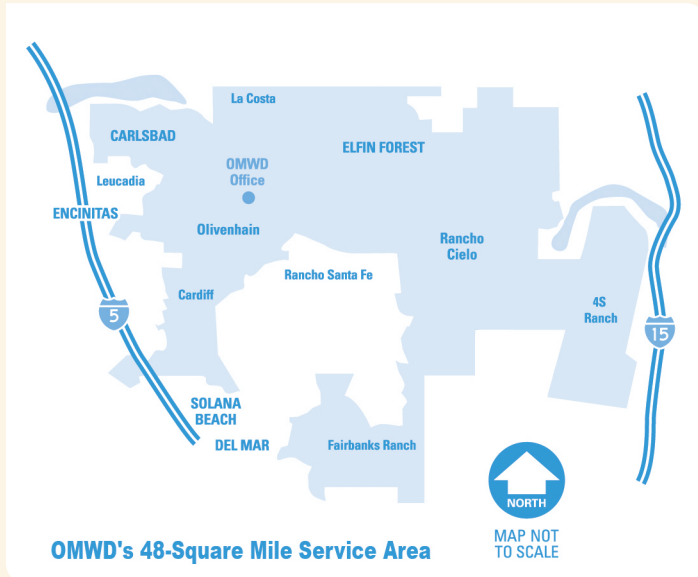 La Costa
CARLSBAD
ELFIN FOREST
OMWD
Office
Leucadia
ENCINITAS
Olivenhain
Rancho
Cielo
Rancho Santa Fe
Cardiff
4S
Ranch
5
15
SOLANA
BEACH
DEL MAR
Fairbanks Ranch
NORTH
MAP NOT
TO SCALE
OMWD's 48-Square Mile Service Area